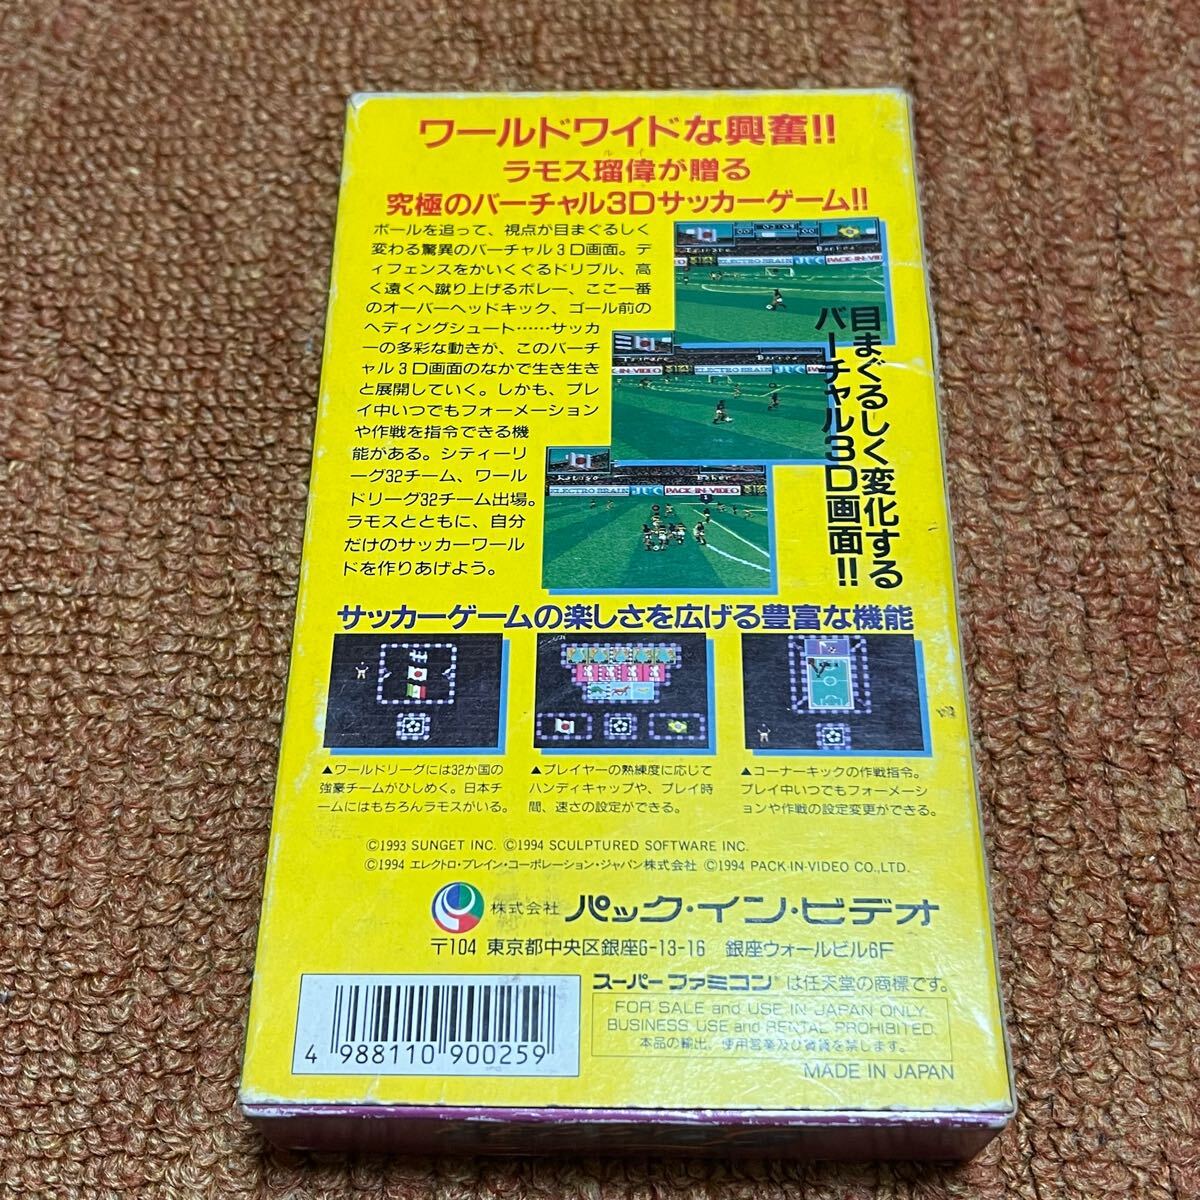 ワールドワイドな興奮!!
ルイ
ラモス瑠偉が贈る
究極のバーチャル3Dサッカーゲーム!!
ボールを追って、視点が目まぐるしく
変わる驚異のバーチャル3D画面。デ
ィフェンスをかいくぐるドリブル、高
く遠くへ蹴り上げるボレー、ここ一番
のオーバーヘッドキック、ゴール前の
ヘディングシュート……サッカ
ーの多彩な動きが、このバーチ
ャル3D画面のなかで生き生き
と展開していく。しかも、プレ
イ中いつでもフォーメーション
や作戦を指令できる機
能がある。シティーリ
ーグ32チーム、ワール
ドリーグ32チーム出場。
ラモスとともに、自分
だけのサッカーワール
ドを作りあげよう。
目まぐるしく変化する
バーチャル3D画面!!
ELECTRO BRAIN JVC PACK-IN-VID
ELECTRO BRAIN
ELECTRO BRAIN PACK-IN-VIDEO
サッカーゲームの楽しさを広げる豊富な機能
▲ワールドリーグには32か国の
強豪チームがひしめく。日本チ
ームにはもちろんラモスがいる。
▲プレイヤーの熟練度に応じて
ハンディキャップや、プレイ時
間、速さの設定ができる。
▲コーナーキックの作戦指令。
プレイ中いつでもフォーメーシ
ョンや作戦の設定変更ができる。
©1993 SUNGET INC. ©1994 SCULPTURED SOFTWARE INC.
©1994 エレクトロ・ブレイン・コーポレーション・ジャパン株式会社 ©1994 PACK-IN-VIDEO CO.,LTD.
株式会社 パック・イン・ビデオ
〒104 東京都中央区銀座6-13-16 銀座ウォールビル6F
スーパーファミコン は任天堂の商標です。
FOR SALE and USE IN JAPAN ONLY.
BUSINESS USE and RENTAL PROHIBITED.
本品の輸出、使用営業及び賃貸を禁じます。
MADE IN JAPAN
4 988110 900259